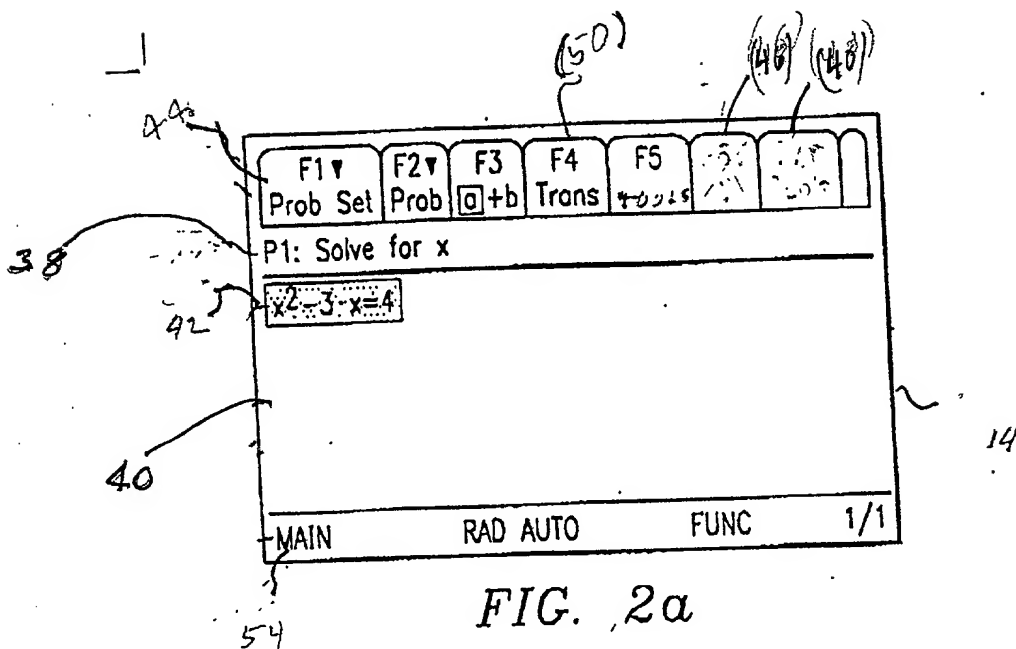 (50)
(48) (48)
44
F1▼ F2▼ F3 F4 F5
Prob Set Prob a+b Trans
38
P1: Solve for x
42
x²-3·x=4
40
14
MAIN RAD AUTO FUNC 1/1
54
FIG. 2a